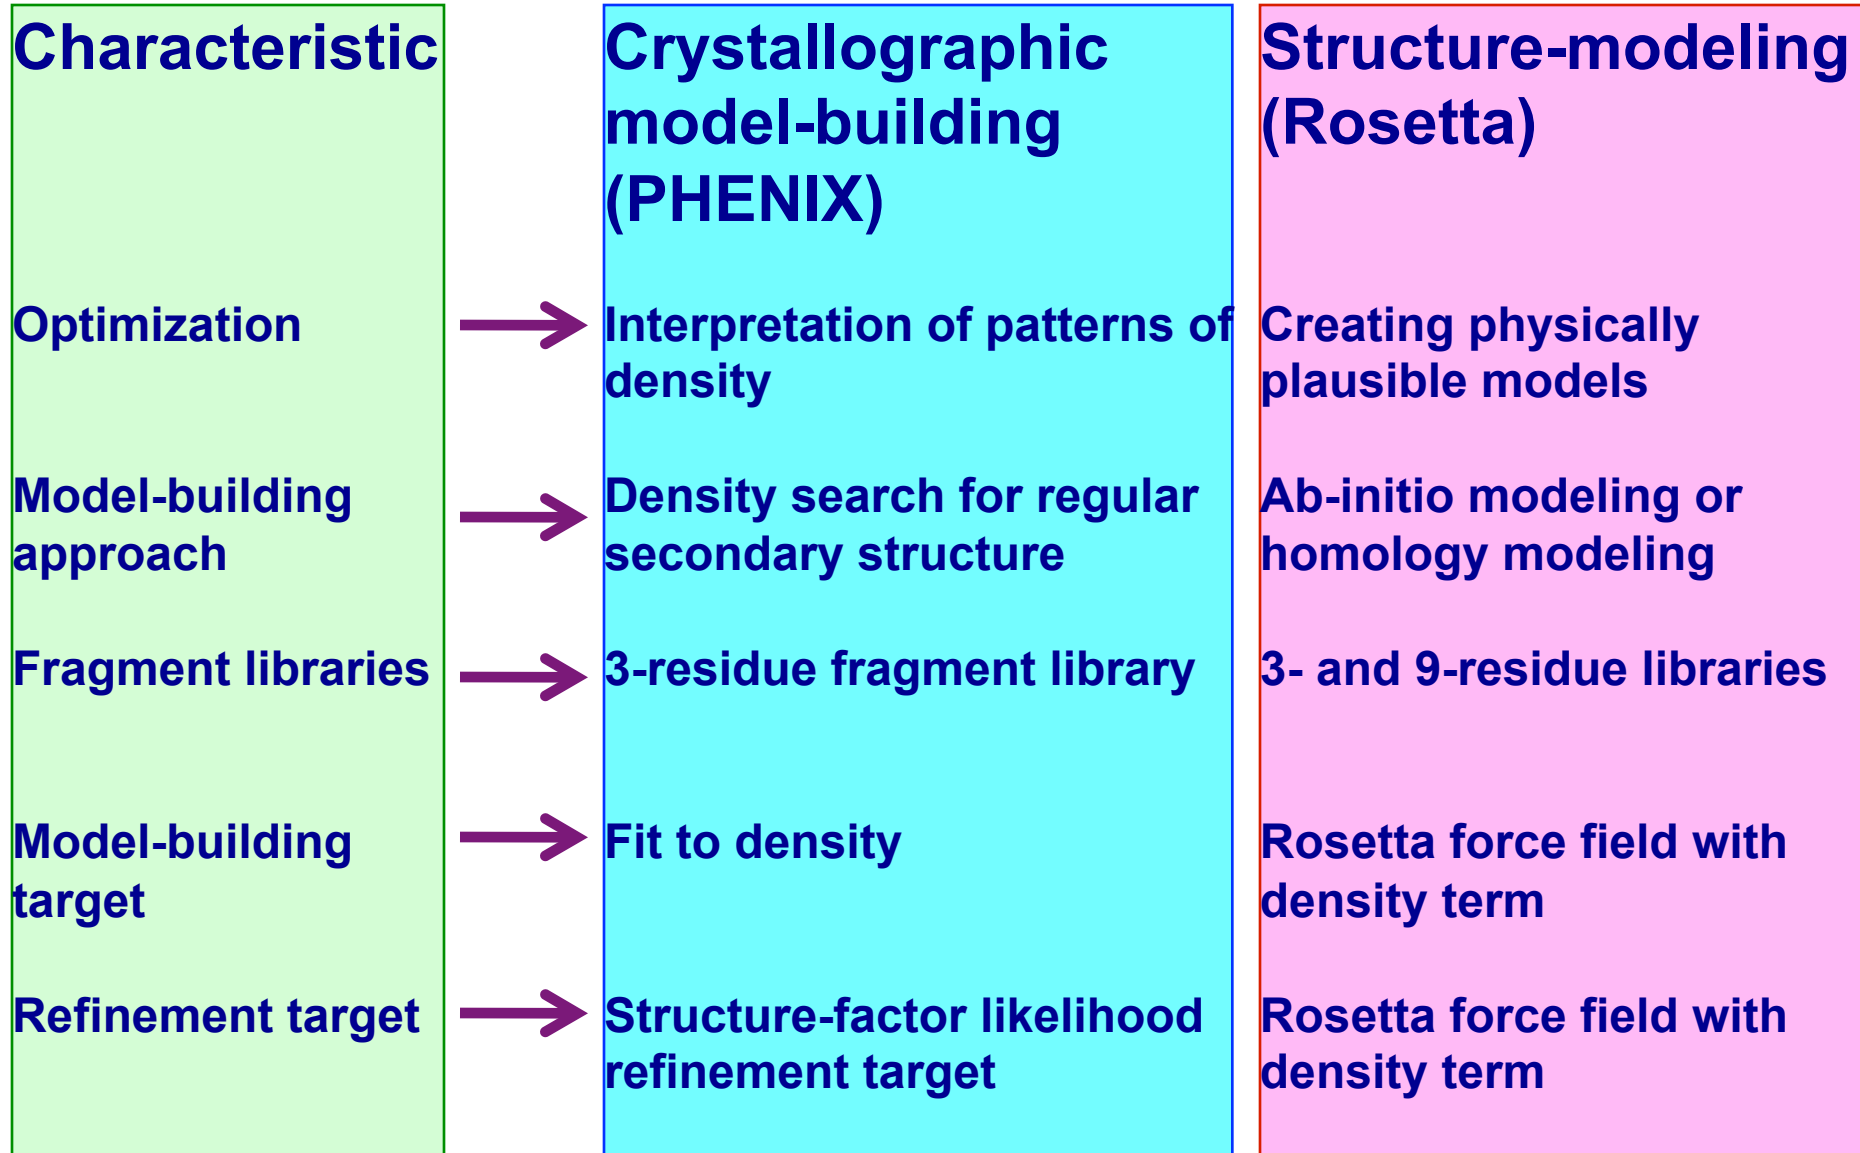 Characteristic
Crystallographic
model-building
(PHENIX)
Structure-modeling
(Rosetta)
Optimization
Interpretation of patterns of
density
Creating physically
plausible models
Model-building
approach
Density search for regular
secondary structure
Ab-initio modeling or
homology modeling
Fragment libraries
3-residue fragment library
3- and 9-residue libraries
Model-building
target
Fit to density
Rosetta force field with
density term
Refinement target
Structure-factor likelihood
refinement target
Rosetta force field with
density term